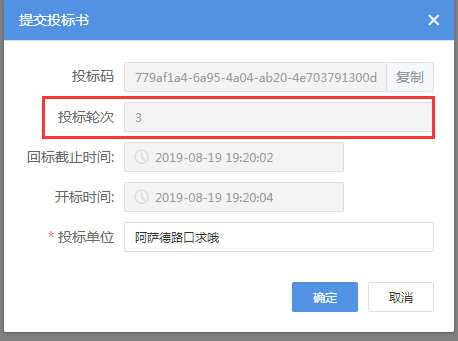 提交投标书
投标码 779af1a4-6a95-4a04-ab20-4e703791300d 复制
投标轮次 3
回标截止时间: 2019-08-19 19:20:02
开标时间: 2019-08-19 19:20:04
* 投标单位 阿萨德路口求哦
确定 取消